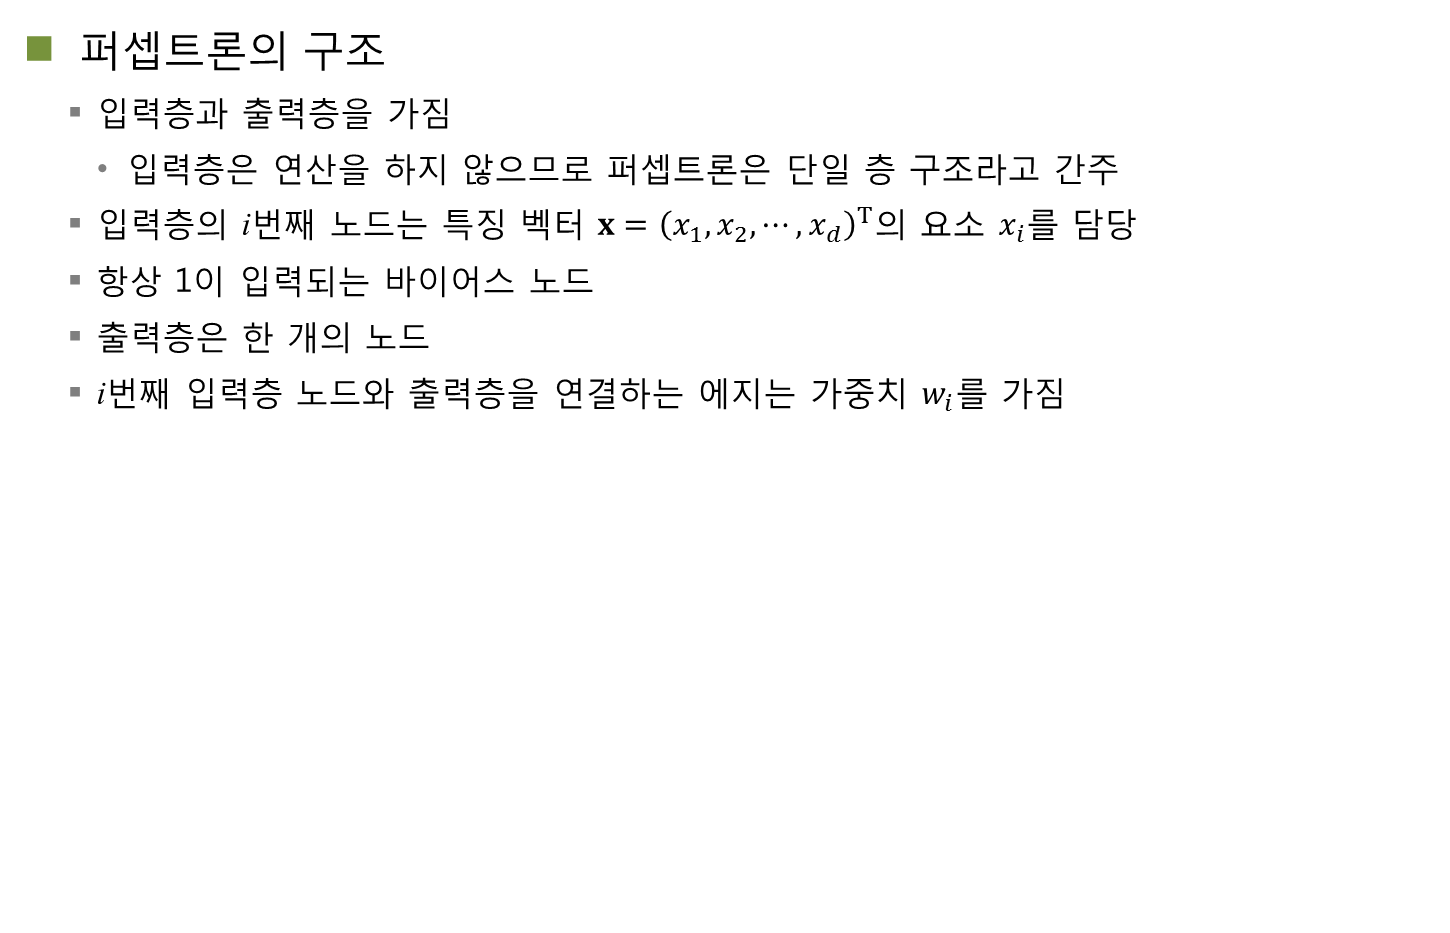 ■ 퍼셉트론의 구조
▪ 입력층과 출력층을 가짐
• 입력층은 연산을 하지 않으므로 퍼셉트론은 단일 층 구조라고 간주
▪ 입력층의 i번째 노드는 특징 벡터 𝐱 = (x₁, x₂, ⋯ , x_d)ᵀ의 요소 xᵢ를 담당
▪ 항상 1이 입력되는 바이어스 노드
▪ 출력층은 한 개의 노드
▪ i번째 입력층 노드와 출력층을 연결하는 에지는 가중치 wᵢ를 가짐